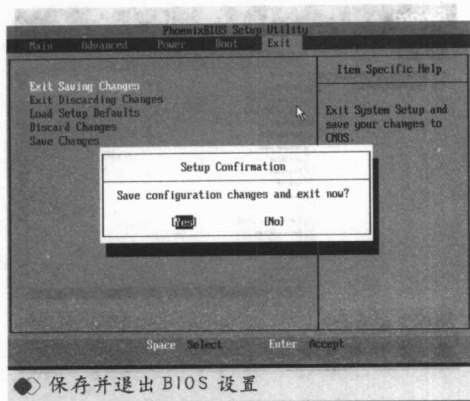 PhoenixBIOS Setup Utility
Main Advanced Power Boot Exit
Item Specific Help
Exit Saving Changes
Exit Discarding Changes
Load Setup Defaults
Discard Changes
Save Changes
Exit System Setup and
save your changes to
CMOS.
Setup Confirmation
Save configuration changes and exit now?
[Yes] [No]
Space Select Enter Accept
保存并退出 BIOS 设置